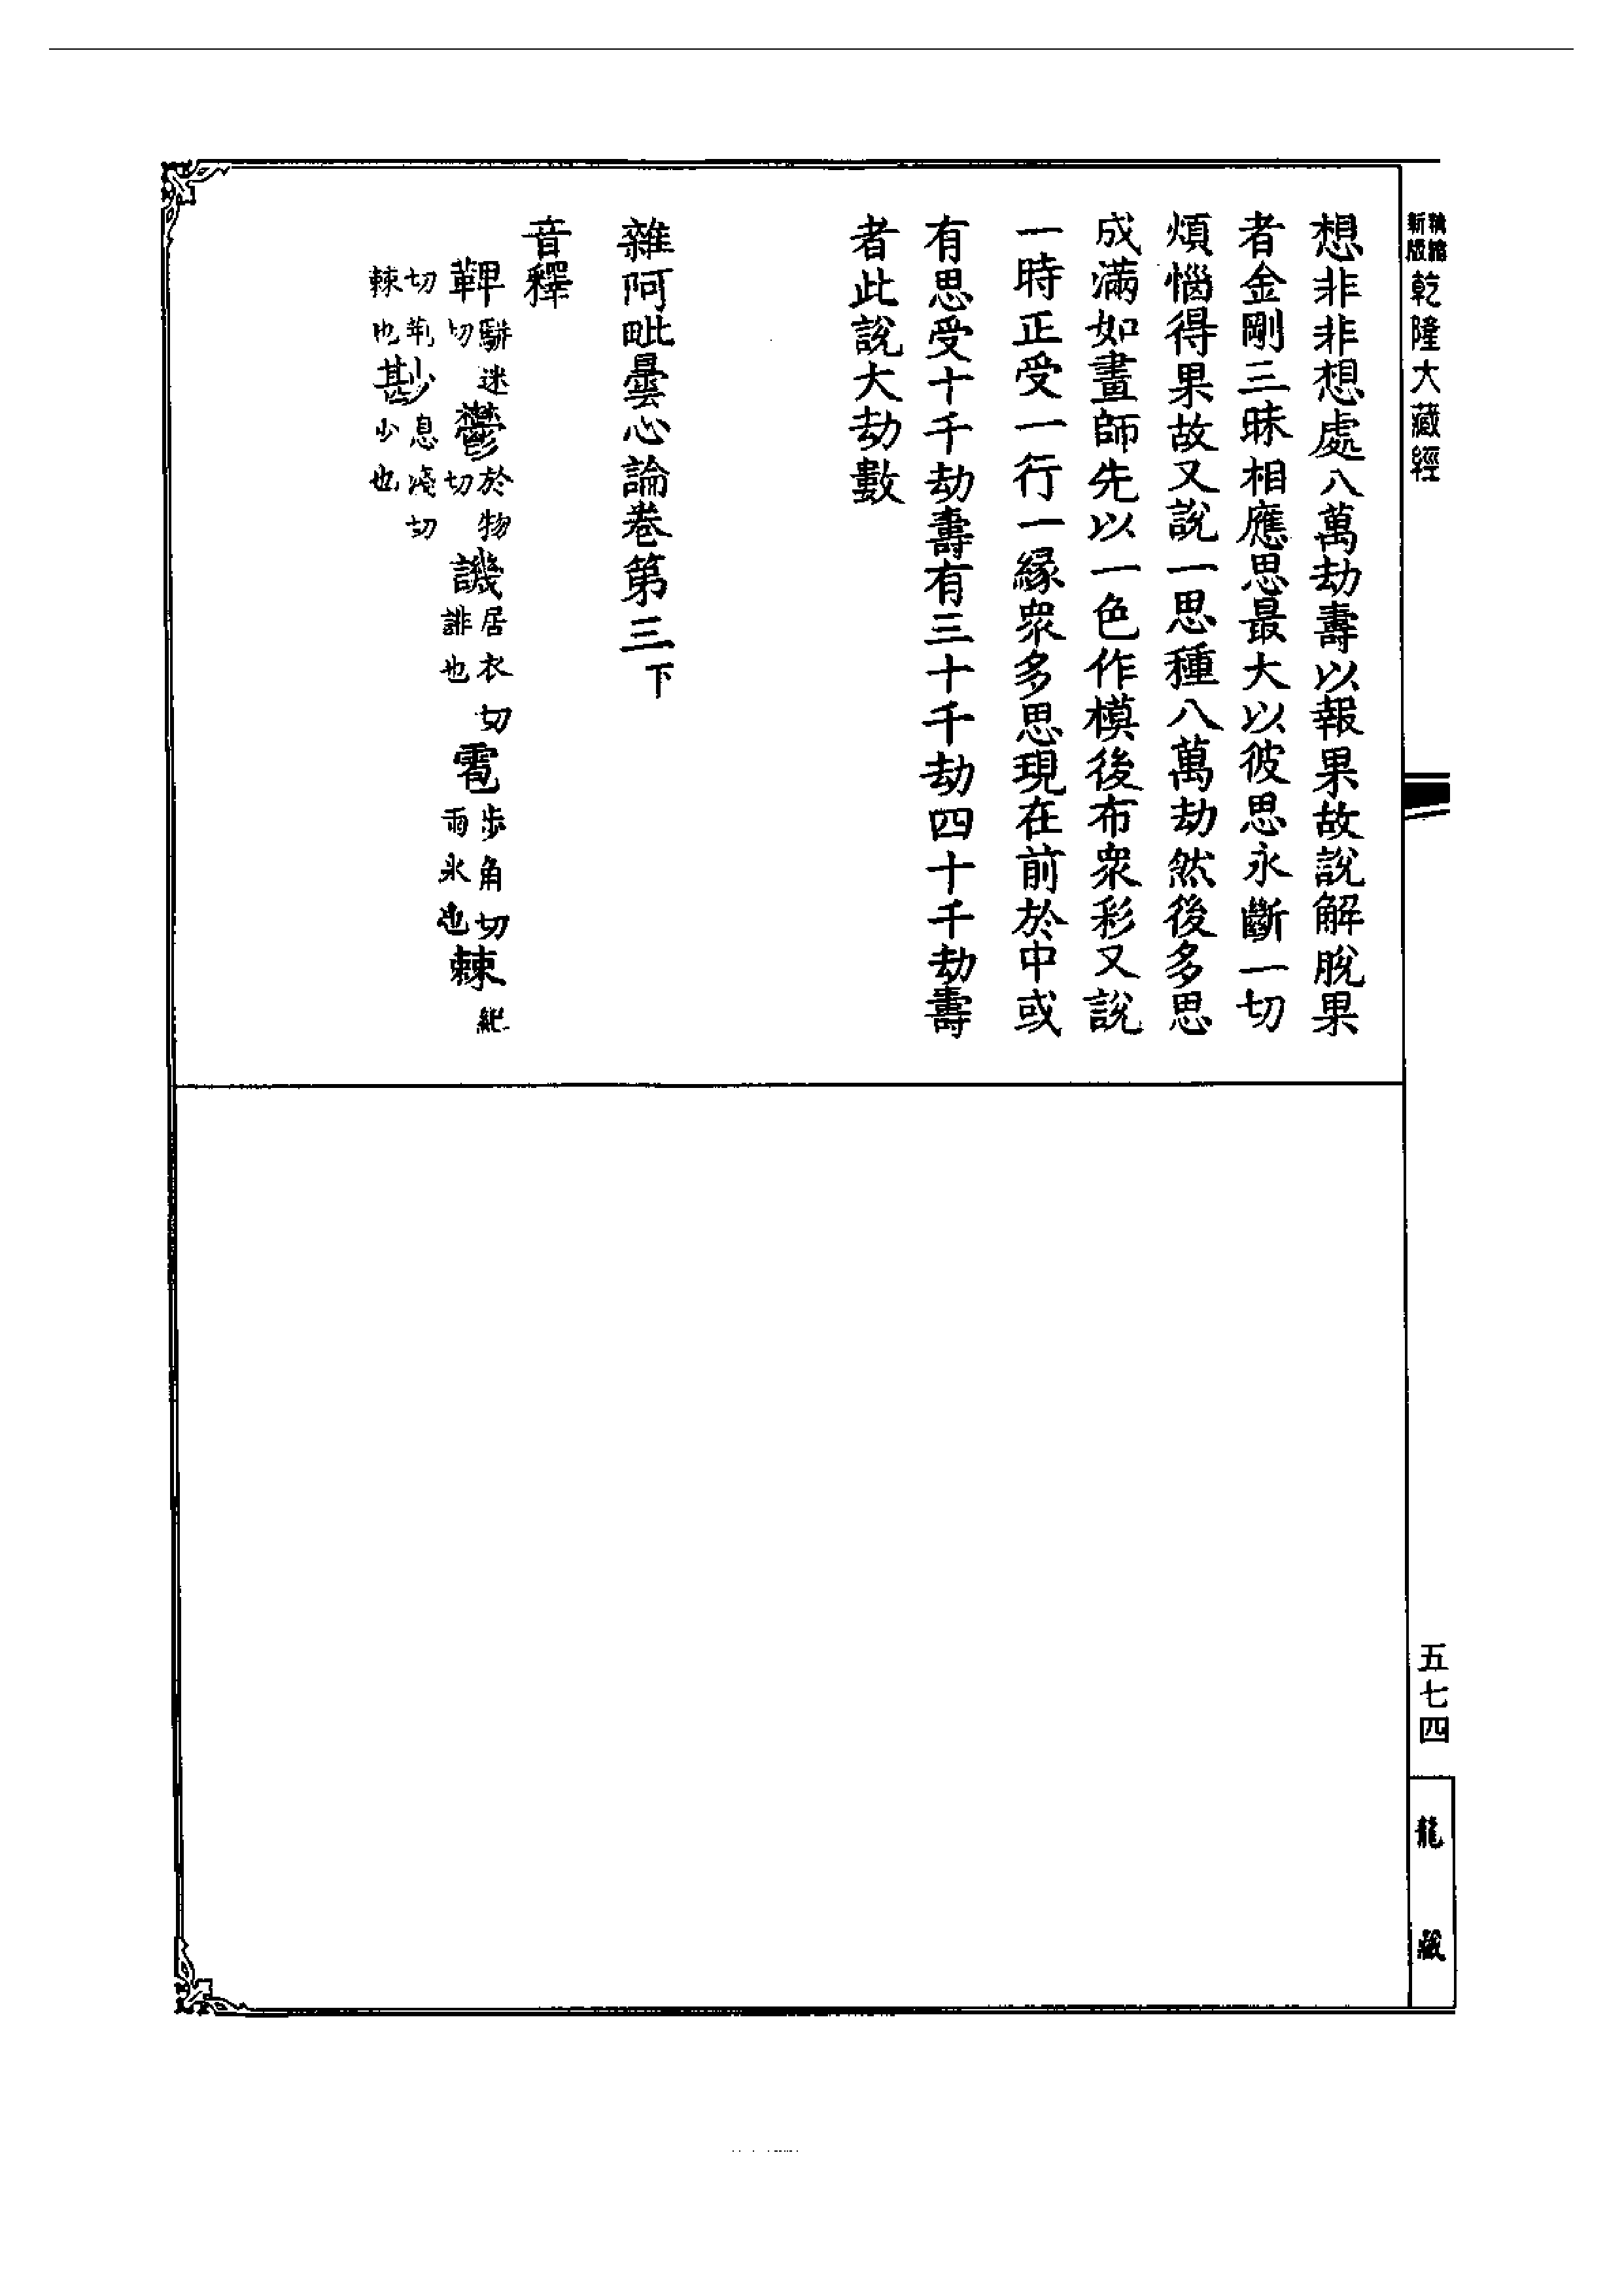 新版 精縮 乾隆大藏經
想非非想處八萬劫壽以報果故說解脫果
者金剛三昧相應思最大以彼思永斷一切
煩惱得果故又說一思種八萬劫然後多思
成滿如畫師先以一色作模後布眾彩又說
一時正受一行一緣眾多思現在前於中或
有思受十千劫壽有三十千劫四十千劫壽
者此說大劫數
雜阿毗曇心論卷第三下
音釋
鞞駢迷切鬱於物切譏居衣切誹也雹步角切雨氷也棘紀
切荊棘也尟息淺切少也
五七四
龍藏